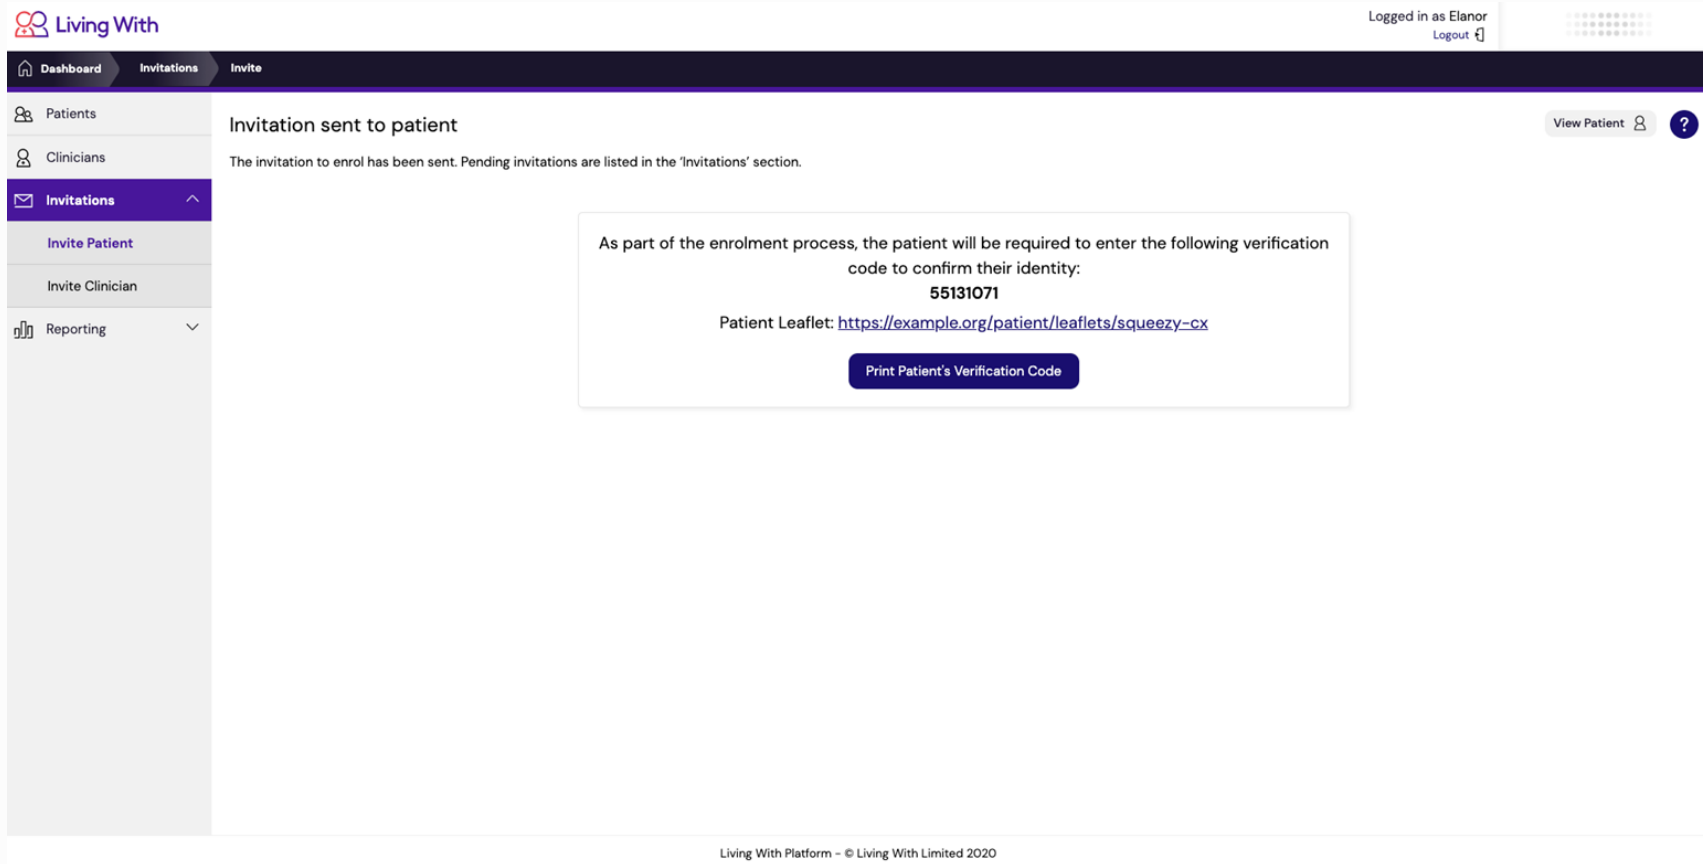 Living With
Logged in as Elanor
Logout
Dashboard
Invitations
Invite
Patients
Clinicians
Invitations
Invite Patient
Invite Clinician
Reporting
Invitation sent to patient
View Patient
?
The invitation to enrol has been sent. Pending invitations are listed in the ‘Invitations’ section.
As part of the enrolment process, the patient will be required to enter the following verification
code to confirm their identity:
55131071
Patient Leaflet: https://example.org/patient/leaflets/squeezy-cx
Print Patient's Verification Code
Living With Platform - © Living With Limited 2020